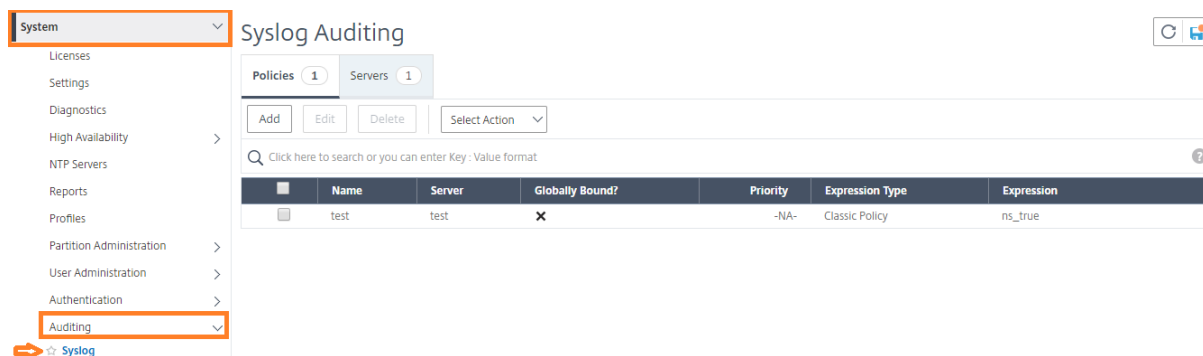 System
Licenses
Settings
Diagnostics
High Availability
NTP Servers
Reports
Profiles
Partition Administration
User Administration
Authentication
Auditing
Syslog
Syslog Auditing
Policies 1 Servers 1
Add Edit Delete Select Action
Click here to search or you can enter Key : Value format
?
Name Server Globally Bound? Priority Expression Type Expression
test test ✕ -NA- Classic Policy ns_true